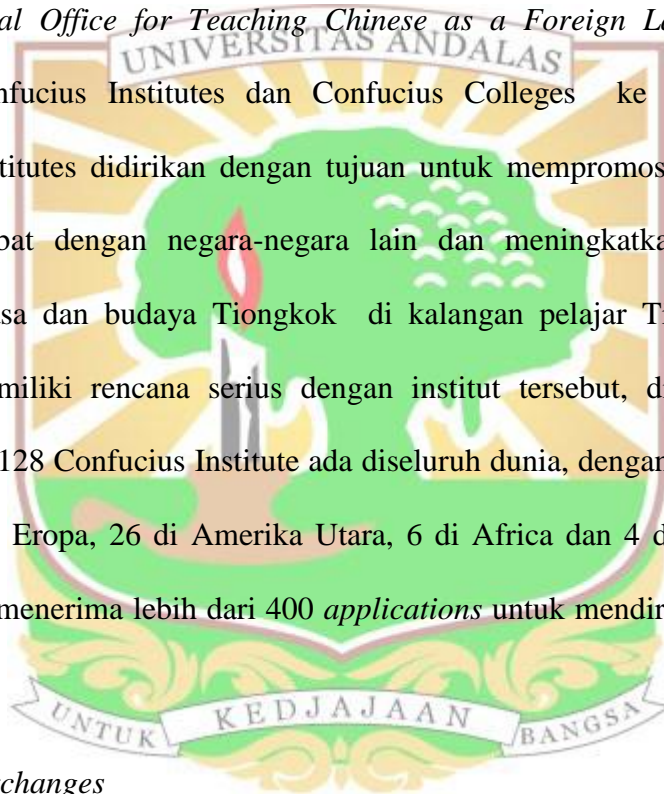 al Office for Teaching Chinese as a Foreign La
UNIVERSITAS ANDALAS
nfucius Institutes dan Confucius Colleges ke
titutes didirikan dengan tujuan untuk mempromos
bat dengan negara-negara lain dan meningkatka
asa dan budaya Tiongkok di kalangan pelajar T
miliki rencana serius dengan institut tersebut, d
128 Confucius Institute ada diseluruh dunia, dengan
Eropa, 26 di Amerika Utara, 6 di Africa dan 4 d
menerima lebih dari 400 applications untuk mendir
UNTUK KEDJAJAAN BANGSA
changes